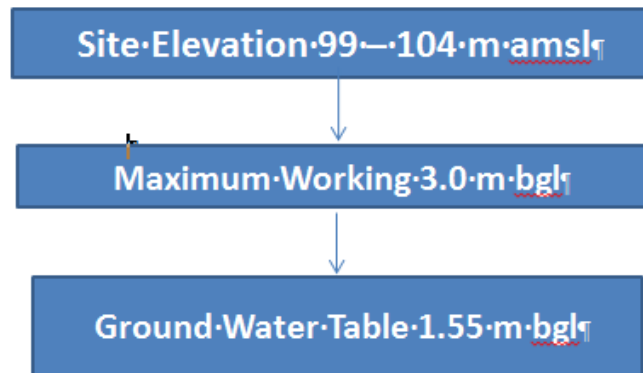 Site Elevation 99 – 104 m amsl
Maximum Working 3.0 m bgl
Ground Water Table 1.55 m bgl